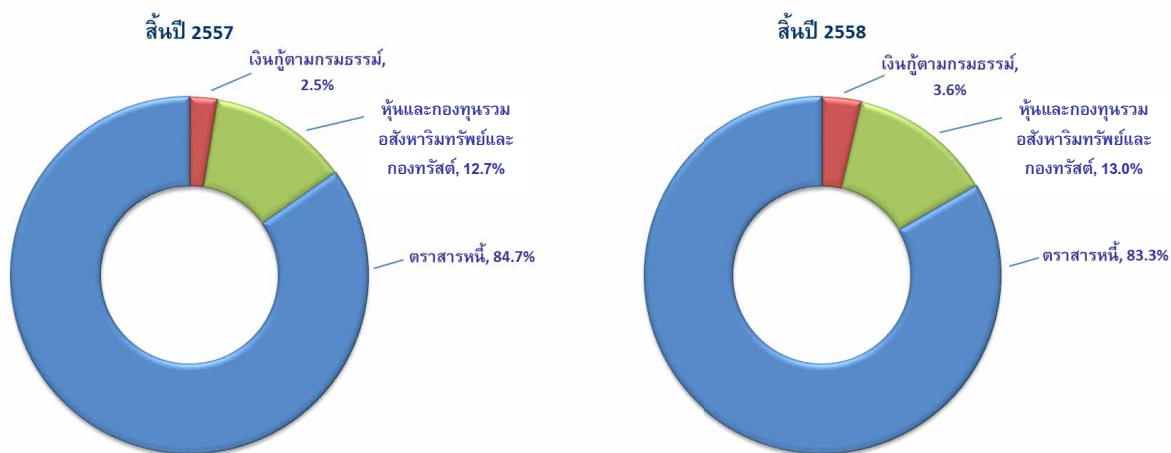 สิ้นปี 2557
เงินกู้ตามกรมธรรม์,
2.5%
หุ้นและกองทุนรวม
อสังหาริมทรัพย์และ
กองทรัสต์, 12.7%
ตราสารหนี้, 84.7%
สิ้นปี 2558
เงินกู้ตามกรมธรรม์,
3.6%
หุ้นและกองทุนรวม
อสังหาริมทรัพย์และ
กองทรัสต์, 13.0%
ตราสารหนี้, 83.3%